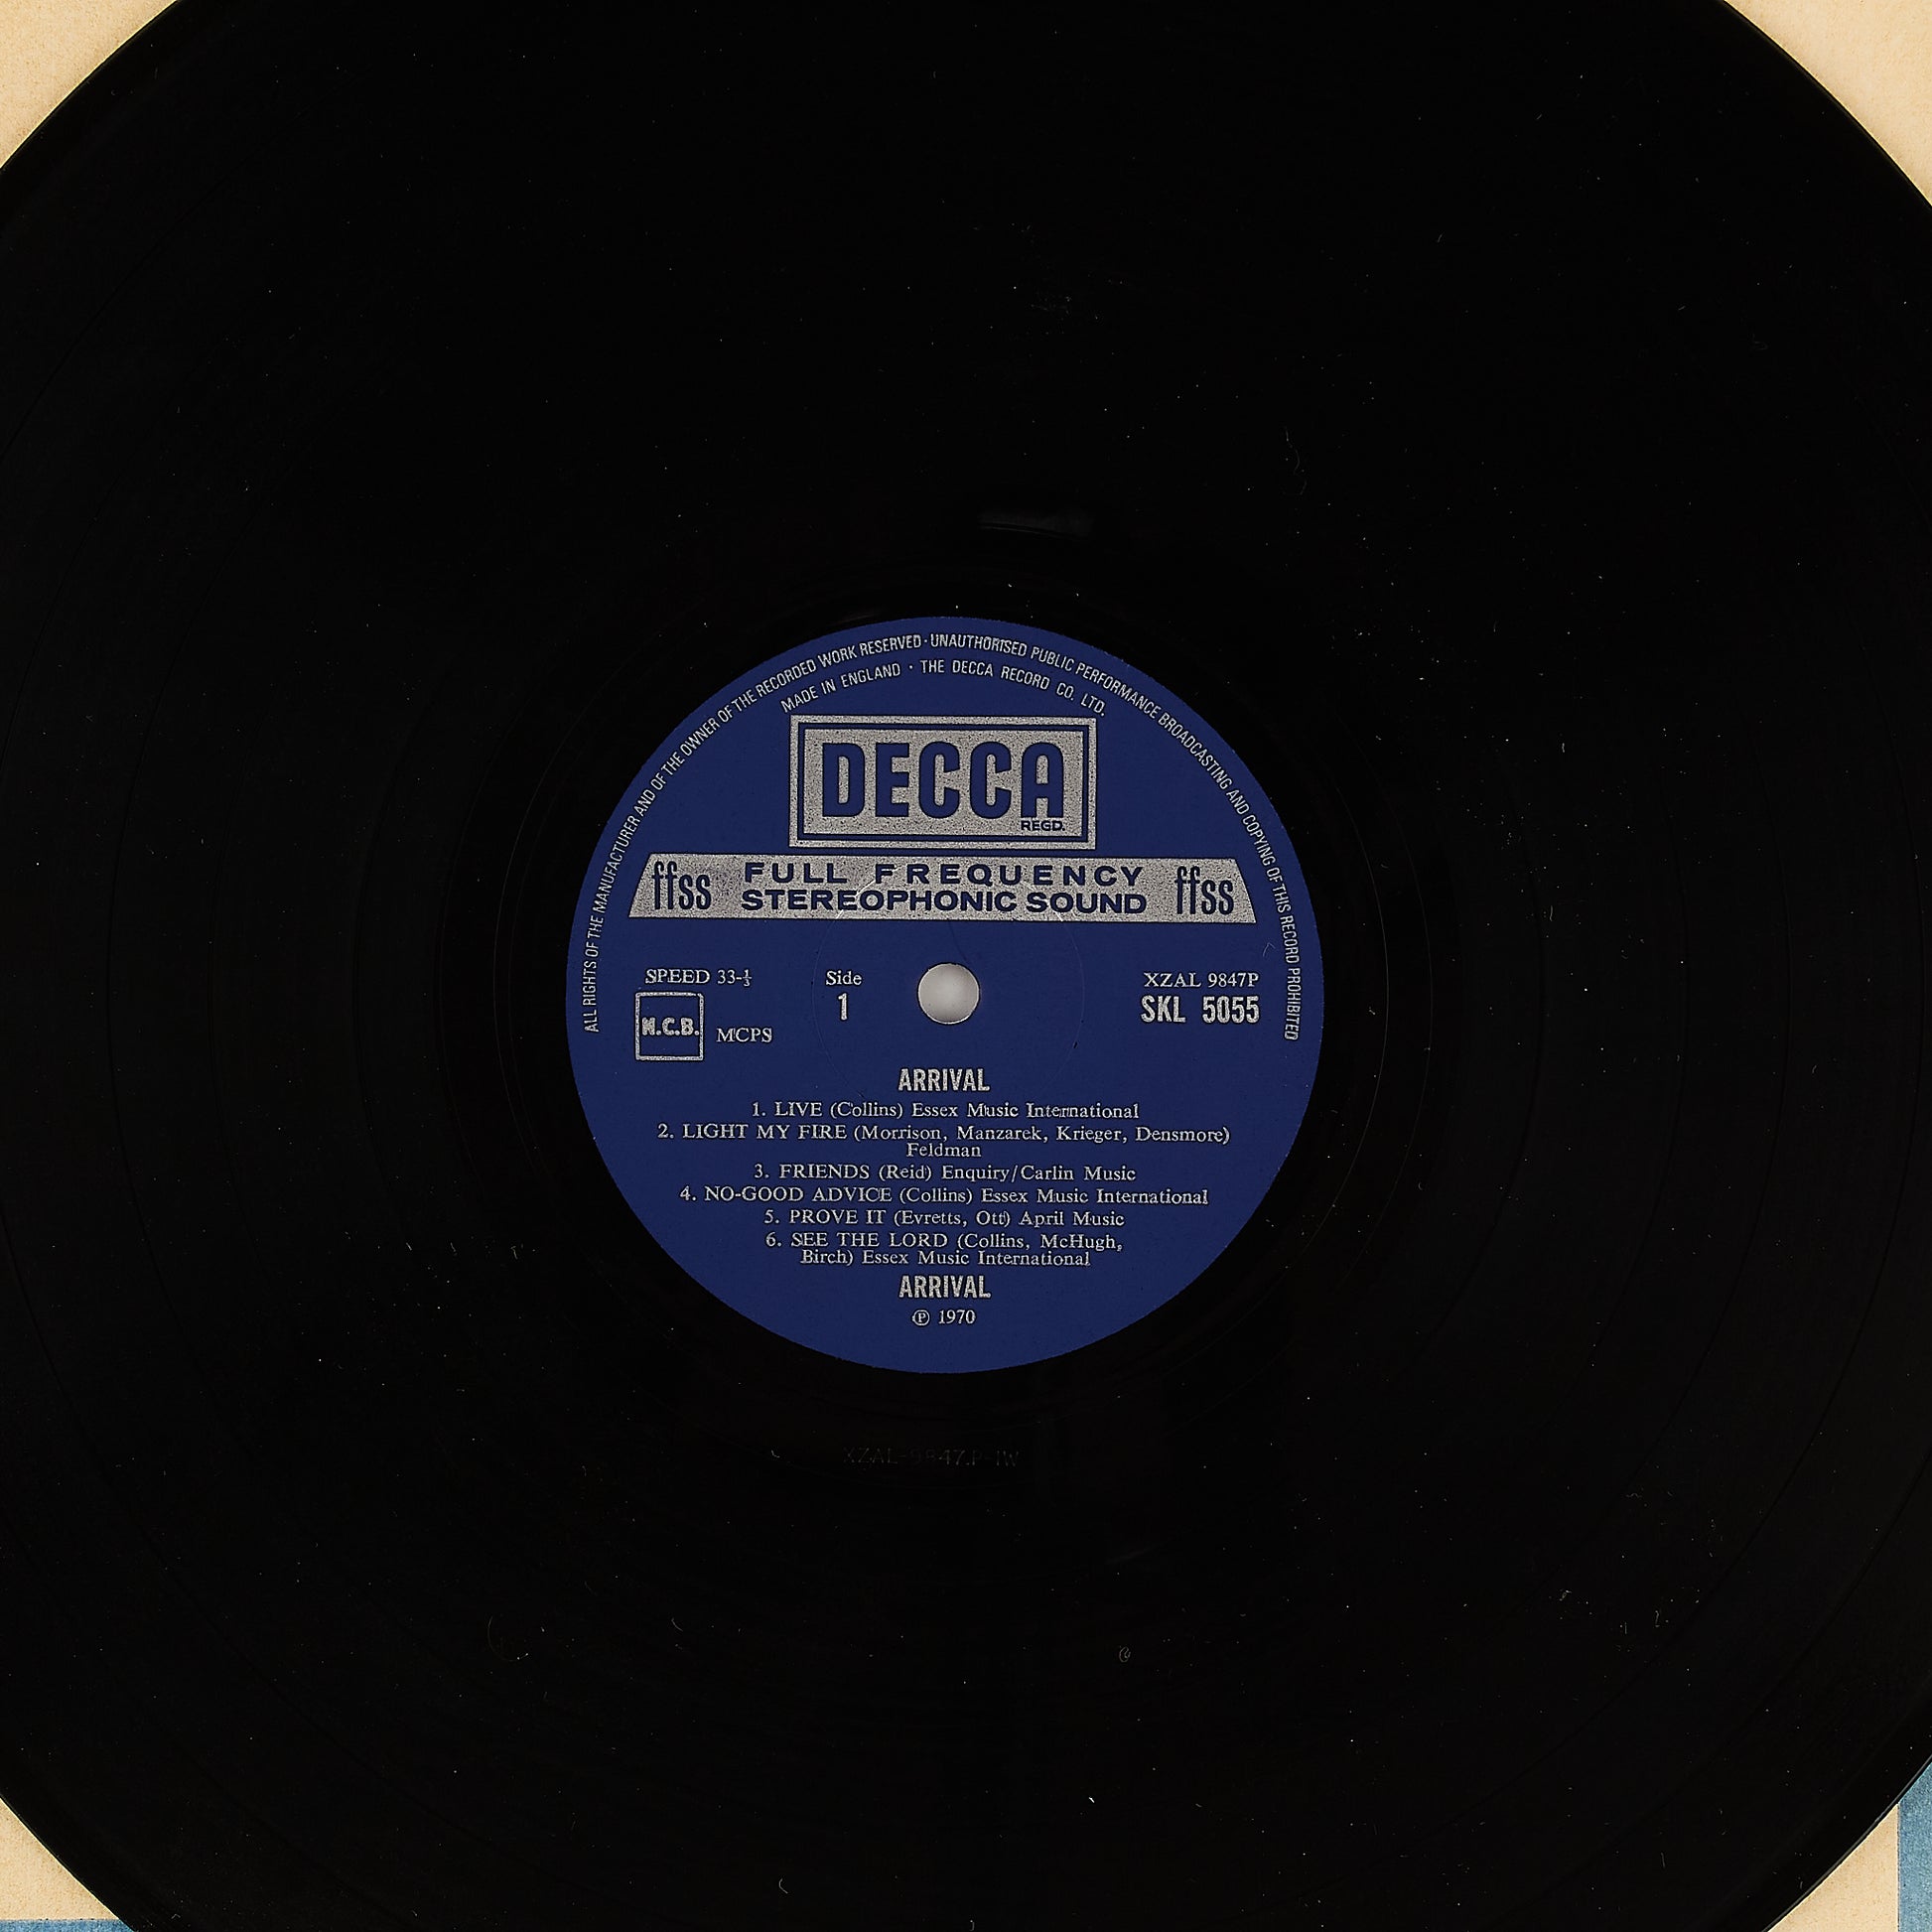 ALL RIGHTS OF THE MANUFACTURER AND OF THE OWNER OF THE RECORDED WORK RESERVED · UNAUTHORISED PUBLIC PERFORMANCE BROADCASTING AND COPYING OF THIS RECORD PROHIBITED
MADE IN ENGLAND · THE DECCA RECORD CO. LTD.
DECCA
REGD.
ffss FULL FREQUENCY STEREOPHONIC SOUND ffss
SPEED 33-⅓
M.C.B. MCPS
Side
1
XZAL 9847P
SKL 5055
ARRIVAL
1. LIVE (Collins) Essex Music International
2. LIGHT MY FIRE (Morrison, Manzarek, Krieger, Densmore)
Feldman
3. FRIENDS (Reid) Enquiry/Carlin Music
4. NO-GOOD ADVICE (Collins) Essex Music International
5. PROVE IT (Evretts, Ott) April Music
6. SEE THE LORD (Collins, McHugh,
Birch) Essex Music International
ARRIVAL
℗ 1970
XZAL-9847.P-1W